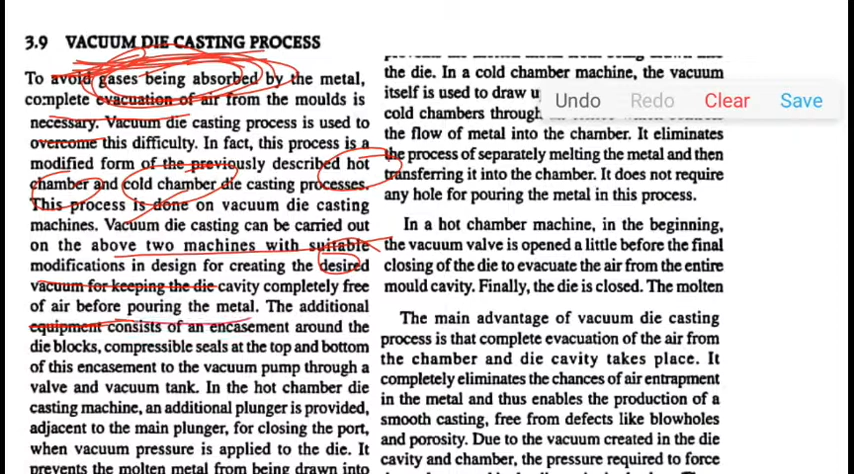 3.9 VACUUM DIE CASTING PROCESS
To avoid gases being absorbed by the metal,
complete evacuation of air from the moulds is
necessary. Vacuum die casting process is used to
overcome this difficulty. In fact, this process is a
modified form of the previously described hot
chamber and cold chamber die casting processes.
This process is done on vacuum die casting
machines. Vacuum die casting can be carried out
on the above two machines with suitable
modifications in design for creating the desired
vacuum for keeping the die cavity completely free
of air before pouring the metal. The additional
equipment consists of an encasement around the
die blocks, compressible seals at the top and bottom
of this encasement to the vacuum pump through a
valve and vacuum tank. In the hot chamber die
casting machine, an additional plunger is provided,
adjacent to the main plunger, for closing the port,
when vacuum pressure is applied to the die. It
prevents the molten metal from being drawn into
the die. In a cold chamber machine, the vacuum
itself is used to draw u
cold chambers through
the flow of metal into the chamber. It eliminates
the process of separately melting the metal and then
transferring it into the chamber. It does not require
any hole for pouring the metal in this process.
In a hot chamber machine, in the beginning,
the vacuum valve is opened a little before the final
closing of the die to evacuate the air from the entire
mould cavity. Finally, the die is closed. The molten
The main advantage of vacuum die casting
process is that complete evacuation of the air from
the chamber and die cavity takes place. It
completely eliminates the chances of air entrapment
in the metal and thus enables the production of a
smooth casting, free from defects like blowholes
and porosity. Due to the vacuum created in the die
cavity and chamber, the pressure required to force
Undo Redo Clear Save